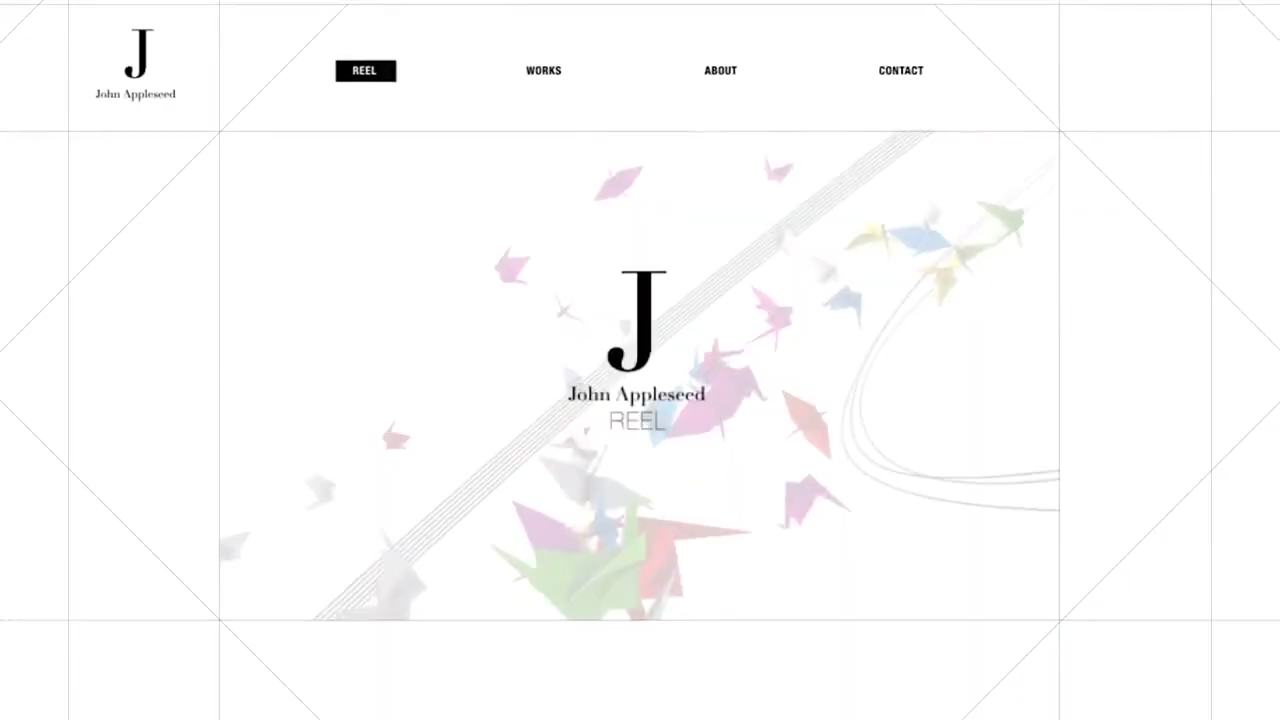 J
John Appleseed
REEL
WORKS
ABOUT
CONTACT
J
John Appleseed
REEL